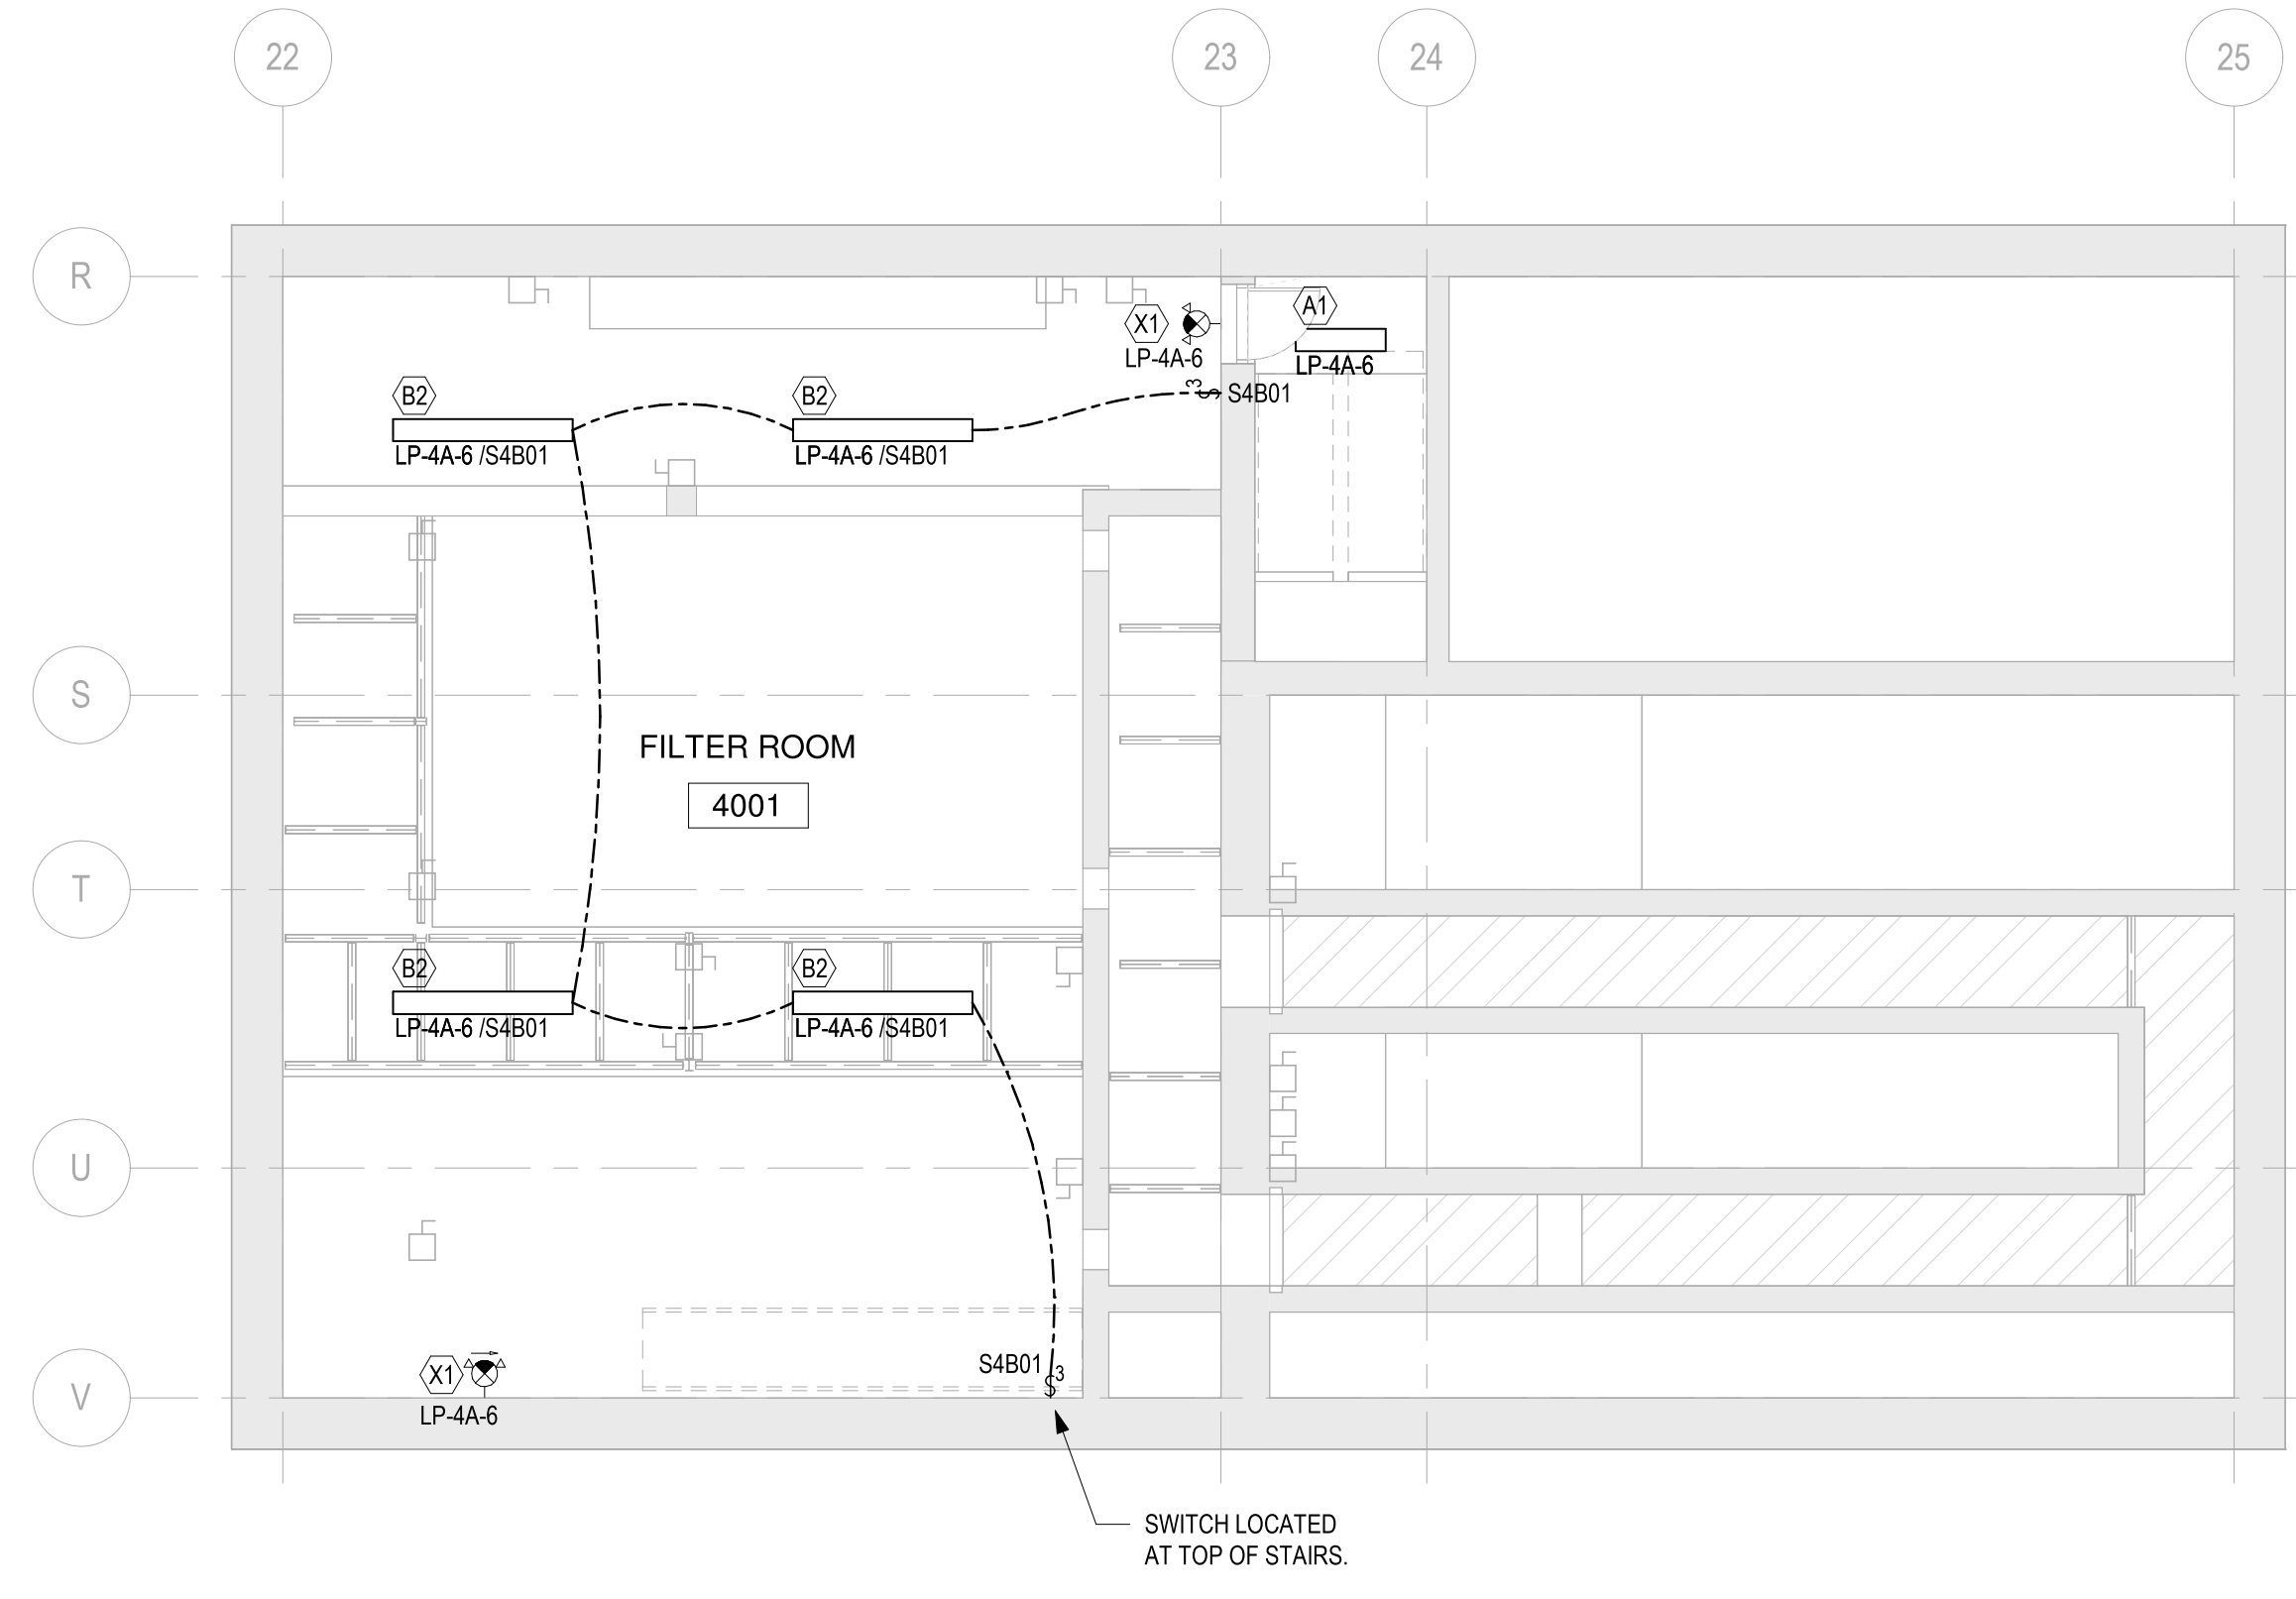 22
23
24
25
R
X1
LP-4A-6
A1
LP-4A-6
B2
LP-4A-6 /S4B01
B2
LP-4A-6 /S4B01
$3
S4B01
S
FILTER ROOM
4001
T
B2
LP-4A-6 /S4B01
B2
LP-4A-6 /S4B01
U
S4B01
$3
X1
LP-4A-6
V
SWITCH LOCATED
AT TOP OF STAIRS.